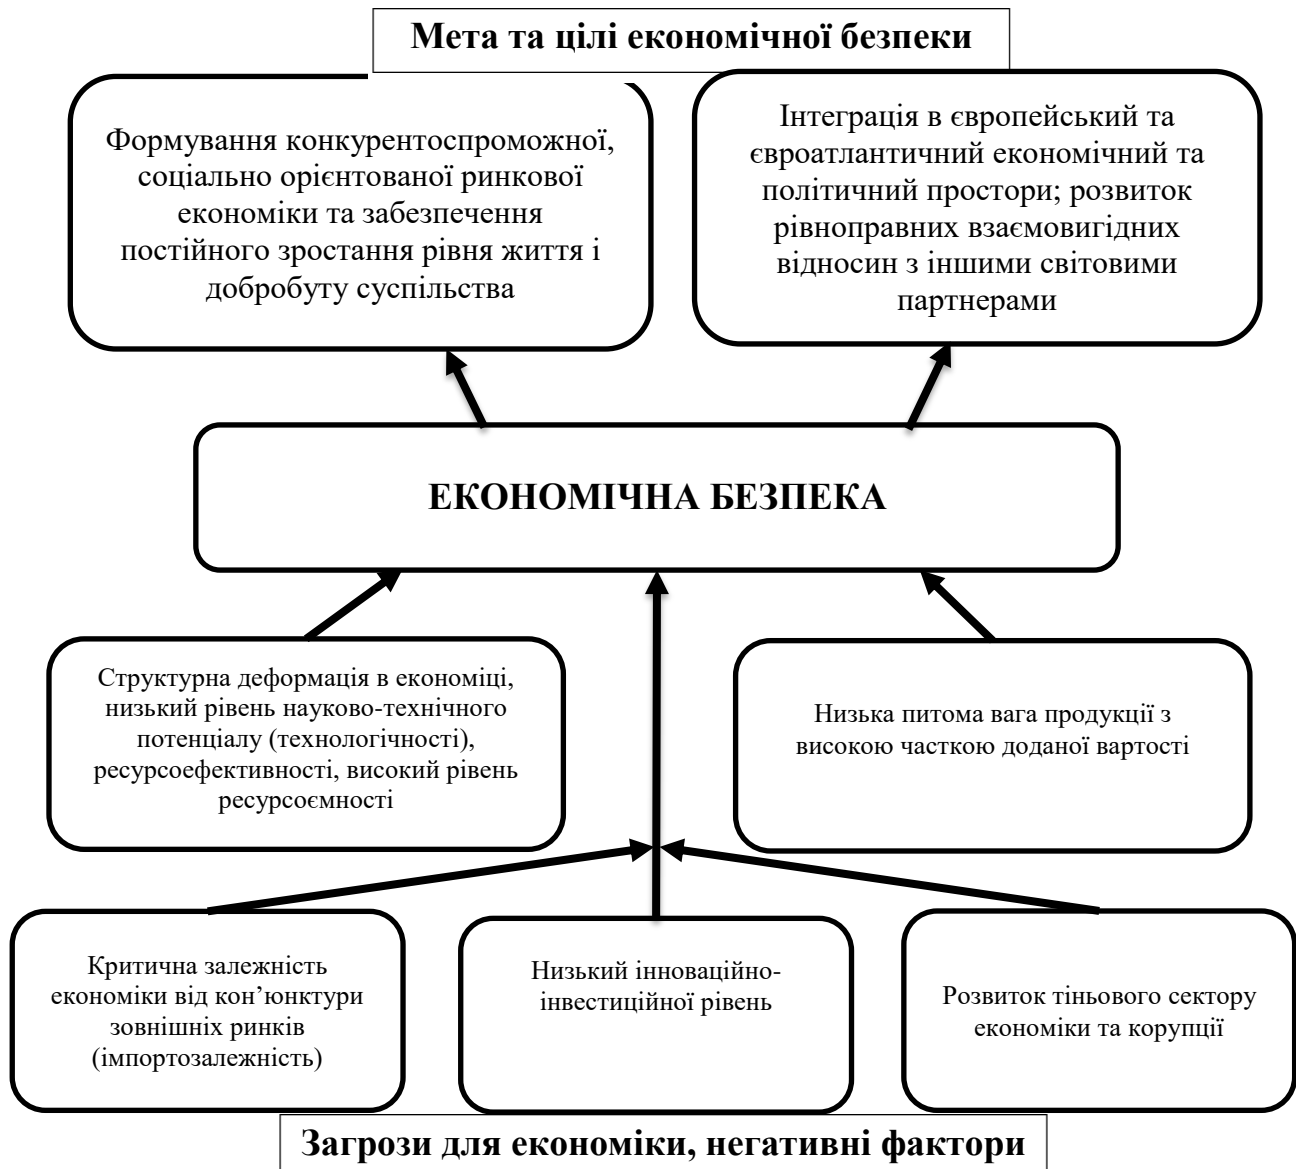 Мета та цілі економічної безпеки
Формування конкурентоспроможної,
соціально орієнтованої ринкової
економіки та забезпечення
постійного зростання рівня життя і
добробуту суспільства
Інтеграція в європейський та
євроатлантичний економічний та
політичний простори; розвиток
рівноправних взаємовигідних
відносин з іншими світовими
партнерами
ЕКОНОМІЧНА БЕЗПЕКА
Структурна деформація в економіці,
низький рівень науково-технічного
потенціалу (технологічності),
ресурсоефективності, високий рівень
ресурсоємності
Низька питома вага продукції з
високою часткою доданої вартості
Критична залежність
економіки від кон’юнктури
зовнішніх ринків
(імпортозалежність)
Низький інноваційно-
інвестиційної рівень
Розвиток тіньового сектору
економіки та корупції
Загрози для економіки, негативні фактори